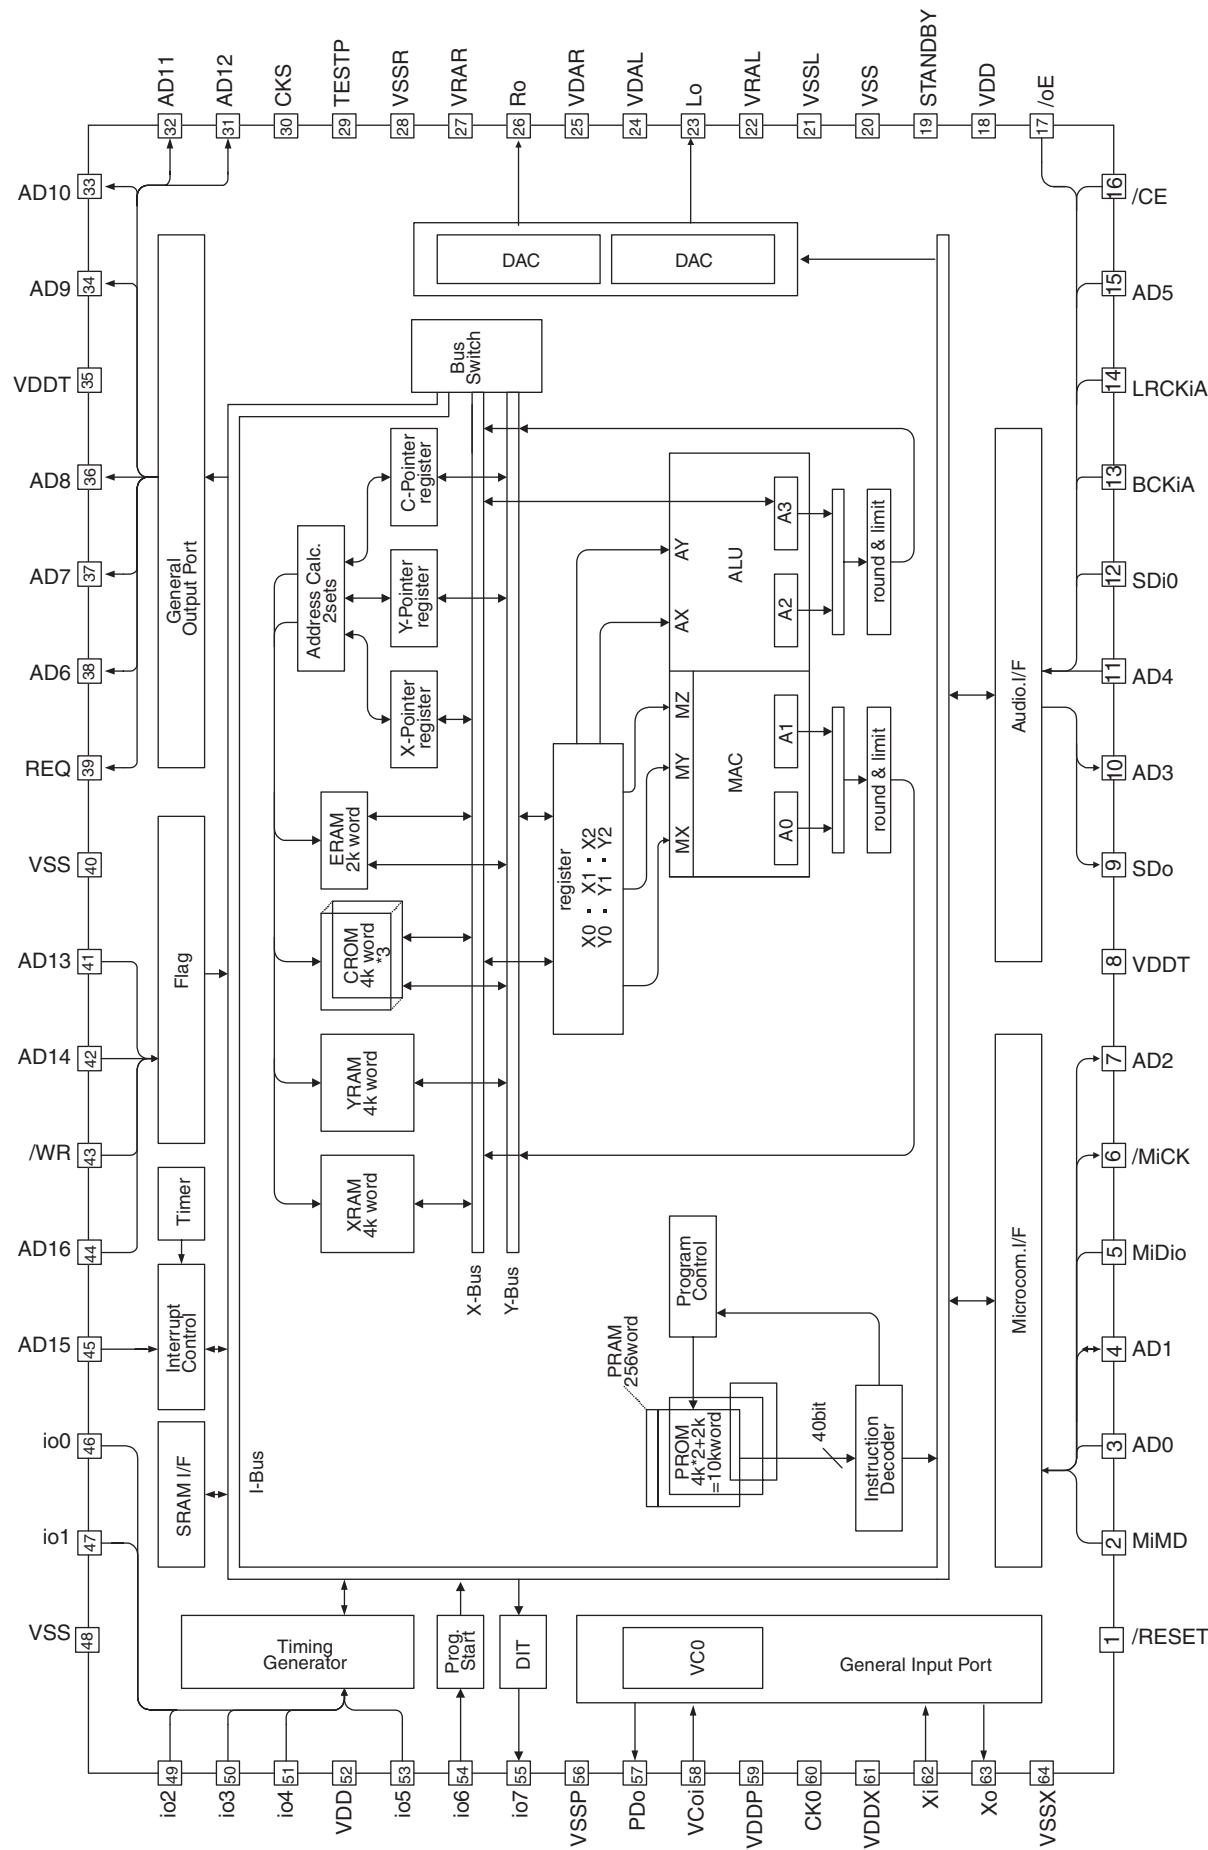 AD11
AD12
CKS
TESTP
VSSR
VRAR
Ro
VDAR
VDAL
Lo
VRAL
VSSL
VSS
STANDBY
VDD
/oE
32
31
30
29
28
27
26
25
24
23
22
21
20
19
18
17
AD10
33
AD9
34
VDDT
35
AD8
36
AD7
37
AD6
38
REQ
39
VSS
40
AD13
41
AD14
42
/WR
43
AD16
44
AD15
45
io0
46
io1
47
VSS
48
16
/CE
15
AD5
14
LRCKiA
13
BCKiA
12
SDi0
11
AD4
10
AD3
9
SDo
8
VDDT
7
AD2
6
/MiCK
5
MiDio
4
AD1
3
AD0
2
MiMD
1
/RESET
DAC
DAC
Bus
Switch
General
Output Port
Address Calc.
2sets
C-Pointer
register
Y-Pointer
register
X-Pointer
register
AY
AX
ALU
A3
A2
round & limit
MZ
MY
MX
MAC
A1
A0
round & limit
Audio.I/F
ERAM
2k word
CROM
4k word
*3
YRAM
4k word
XRAM
4k word
register
X0 : X1 : X2
Y0 : Y1 : Y2
Flag
Timer
Interrupt
Control
SRAM I/F
I-Bus
X-Bus
Y-Bus
Program
Control
PRAM
256word
PROM
4k*2+2k
=10kword
40bit
Instruction
Decoder
Microcom.I/F
Timing
Generator
Prog.
Start
DIT
VC0
General Input Port
49
50
51
52
53
54
55
56
57
58
59
60
61
62
63
64
io2
io3
io4
VDD
io5
io6
io7
VSSP
PDo
VCoi
VDDP
CK0
VDDX
Xi
Xo
VSSX